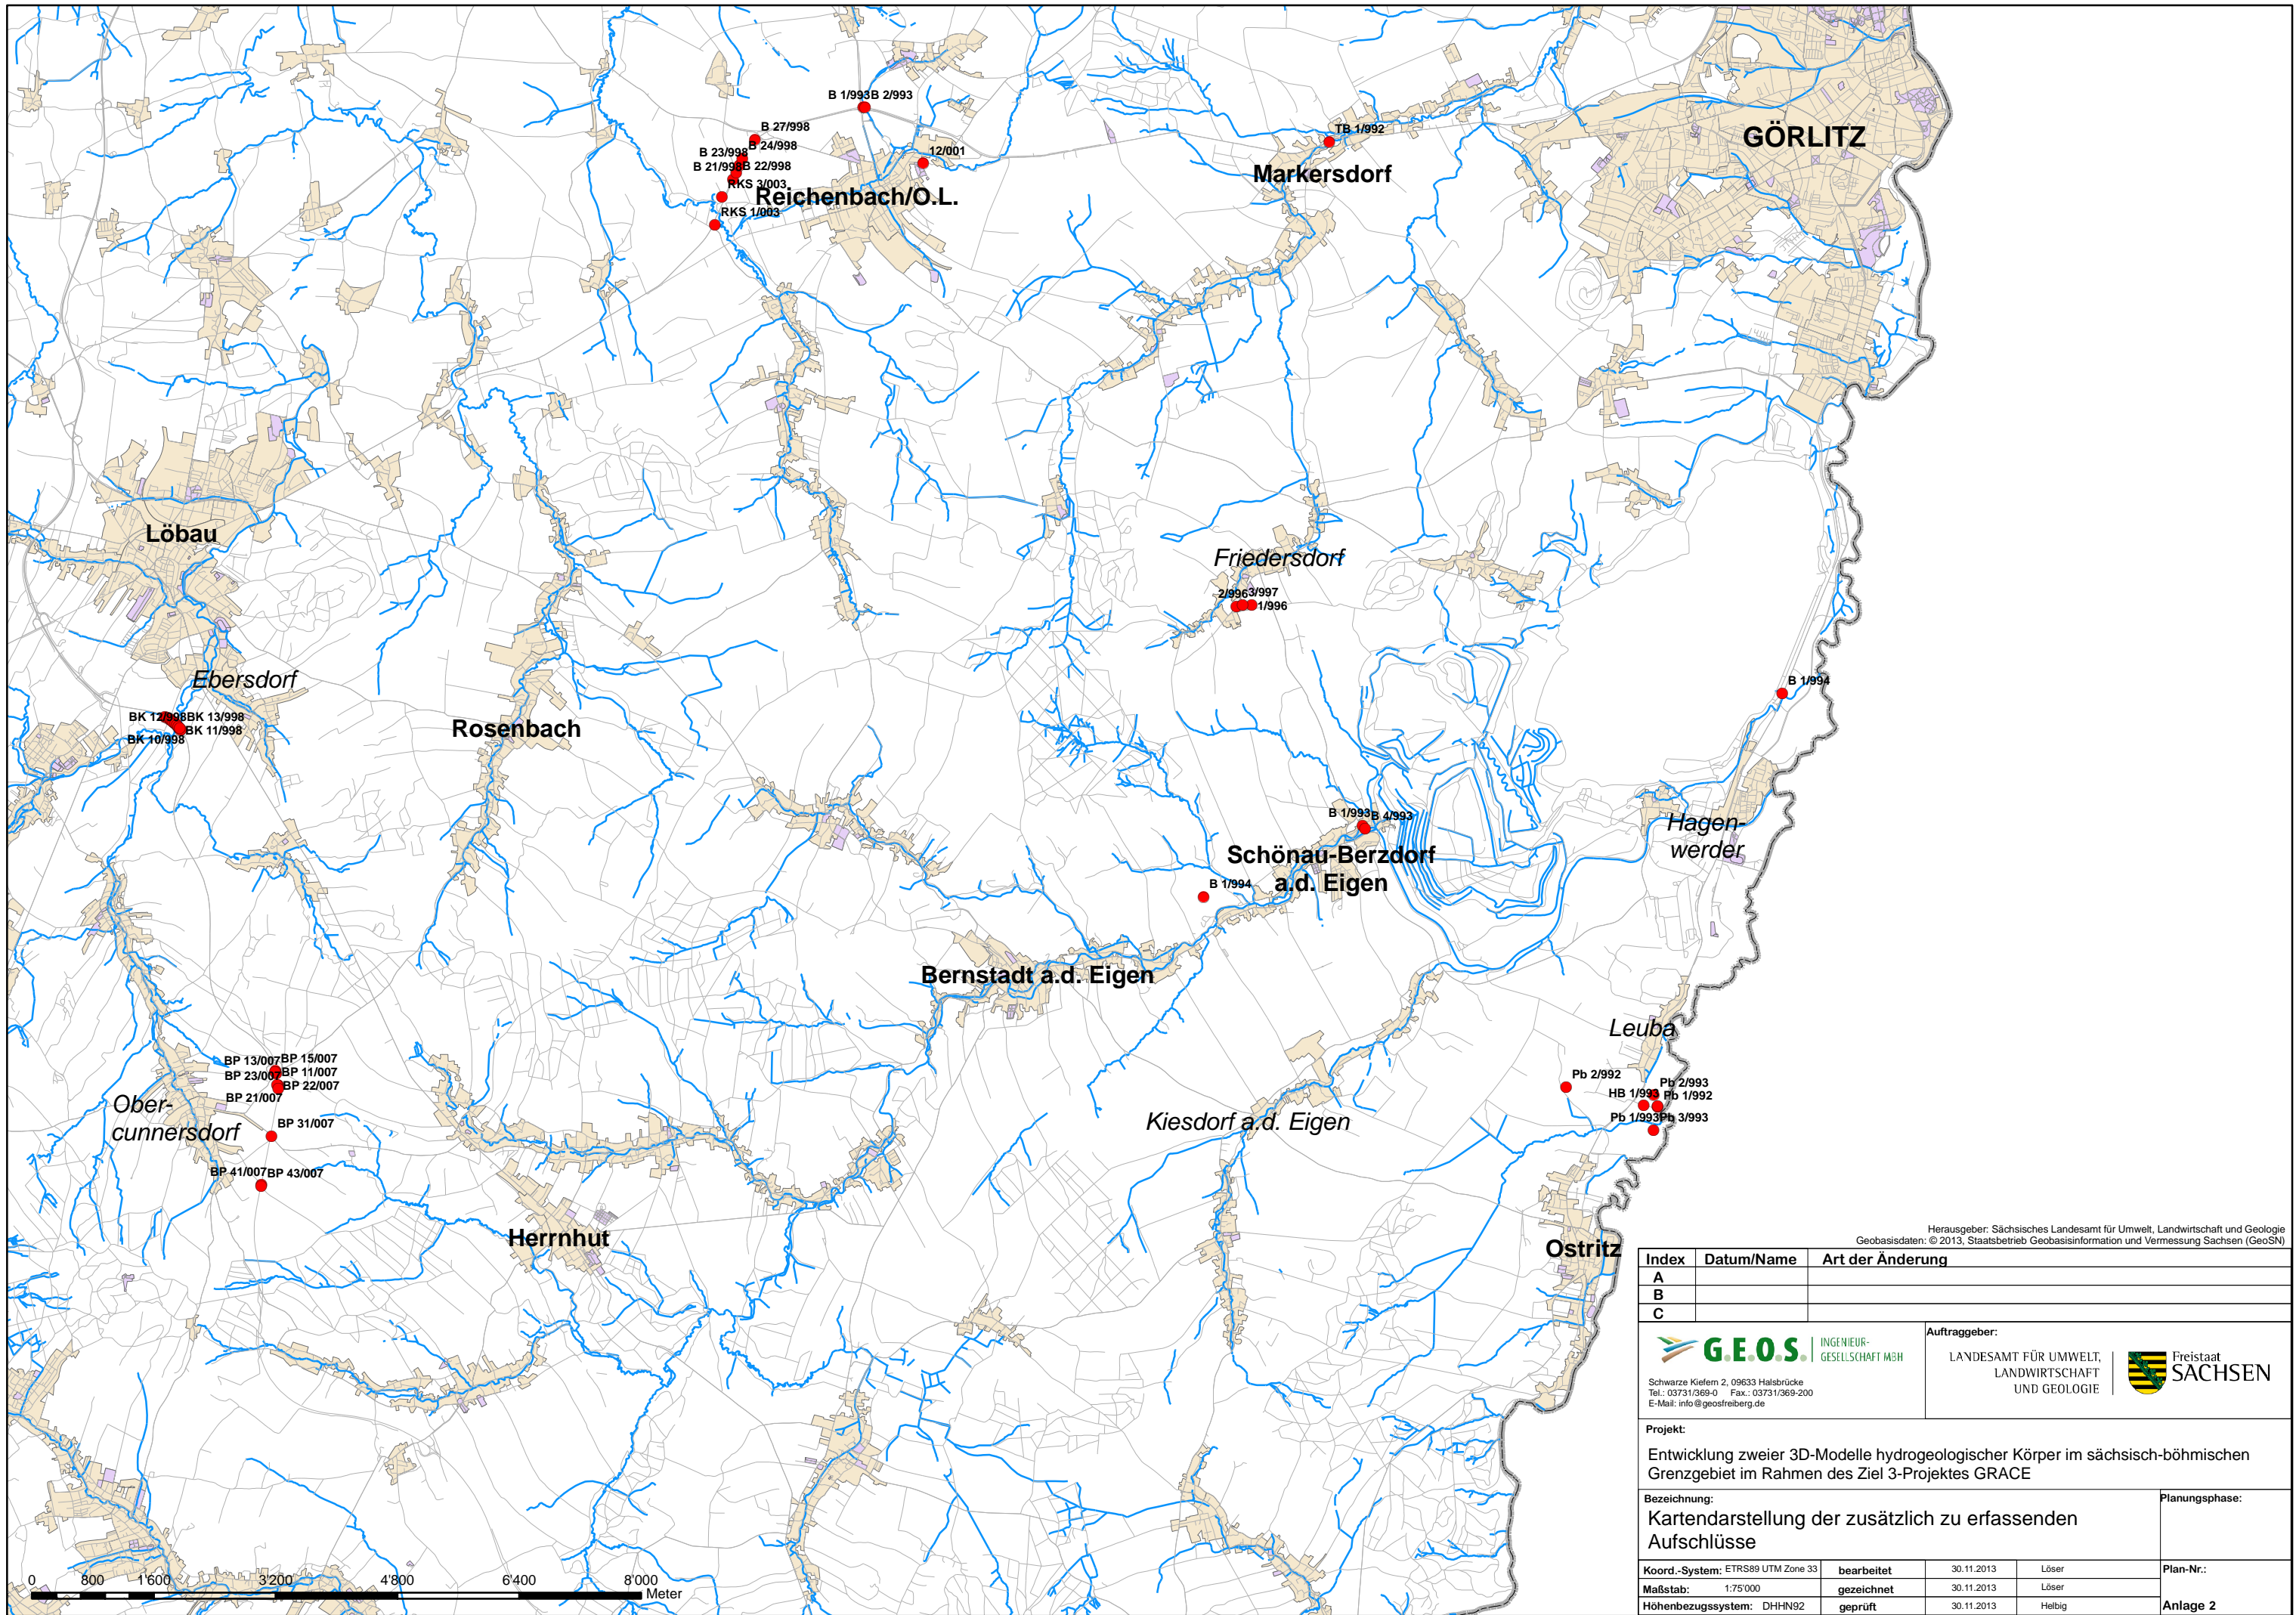 B 1/993 B 2/993
B 27/998
B 24/998
B 23/998
B 21/998 B 22/998
12/001
RKS 3/003
RKS 1/003
Reichenbach/O.L.
TB 1/992
Markersdorf
GÖRLITZ
Löbau
Friedersdorf
2/996 3/997
1/996
Ebersdorf
BK 12/998 BK 13/998
BK 11/998
BK 10/998
Rosenbach
B 1/994
B 1/993 B 4/993
Hagen-
werder
Schönau-Berzdorf
a.d. Eigen
B 1/994
Bernstadt a.d. Eigen
Leuba
BP 13/007 BP 15/007
BP 11/007
BP 23/007
BP 22/007
BP 21/007
Ober-
cunnersdorf
BP 31/007
BP 41/007 BP 43/007
Pb 2/992
Pb 2/993
HB 1/993
Pb 1/992
Pb 1/993 Pb 3/993
Kiesdorf a.d. Eigen
Herrnhut
Ostritz
0 800 1'600 3'200 4'800 6'400 8'000
Meter
Herausgeber: Sächsisches Landesamt für Umwelt, Landwirtschaft und Geologie
Geobasisdaten: © 2013, Staatsbetrieb Geobasisinformation und Vermessung Sachsen (GeoSN)
Index Datum/Name Art der Änderung
A
B
C
G.E.O.S. INGENIEUR-
GESELLSCHAFT MBH
Schwarze Kiefern 2, 09633 Halsbrücke
Tel.: 03731/369-0 Fax.: 03731/369-200
E-Mail: info@geosfreiberg.de
Auftraggeber:
LANDESAMT FÜR UMWELT,
LANDWIRTSCHAFT
UND GEOLOGIE
Freistaat
SACHSEN
Projekt:
Entwicklung zweier 3D-Modelle hydrogeologischer Körper im sächsisch-böhmischen
Grenzgebiet im Rahmen des Ziel 3-Projektes GRACE
Bezeichnung:
Kartendarstellung der zusätzlich zu erfassenden
Aufschlüsse
Planungsphase:
Koord.-System: ETRS89 UTM Zone 33 bearbeitet 30.11.2013 Löser
Plan-Nr.:
Maßstab: 1:75'000 gezeichnet 30.11.2013 Löser
Höhenbezugssystem: DHHN92 geprüft 30.11.2013 Helbig
Anlage 2